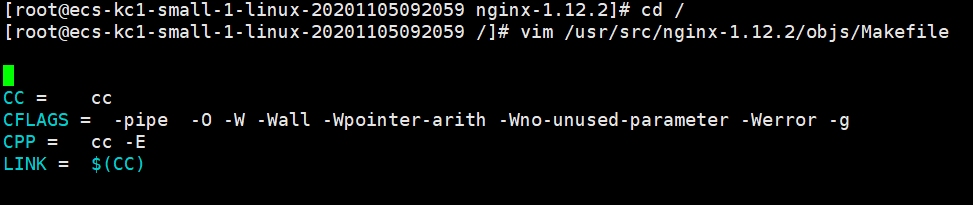 [root@ecs-kc1-small-1-linux-20201105092059 nginx-1.12.2]# cd /
[root@ecs-kc1-small-1-linux-20201105092059 /]# vim /usr/src/nginx-1.12.2/objs/Makefile
CC =    cc
CFLAGS =  -pipe  -O -W -Wall -Wpointer-arith -Wno-unused-parameter -Werror -g
CPP =   cc -E
LINK =  $(CC)